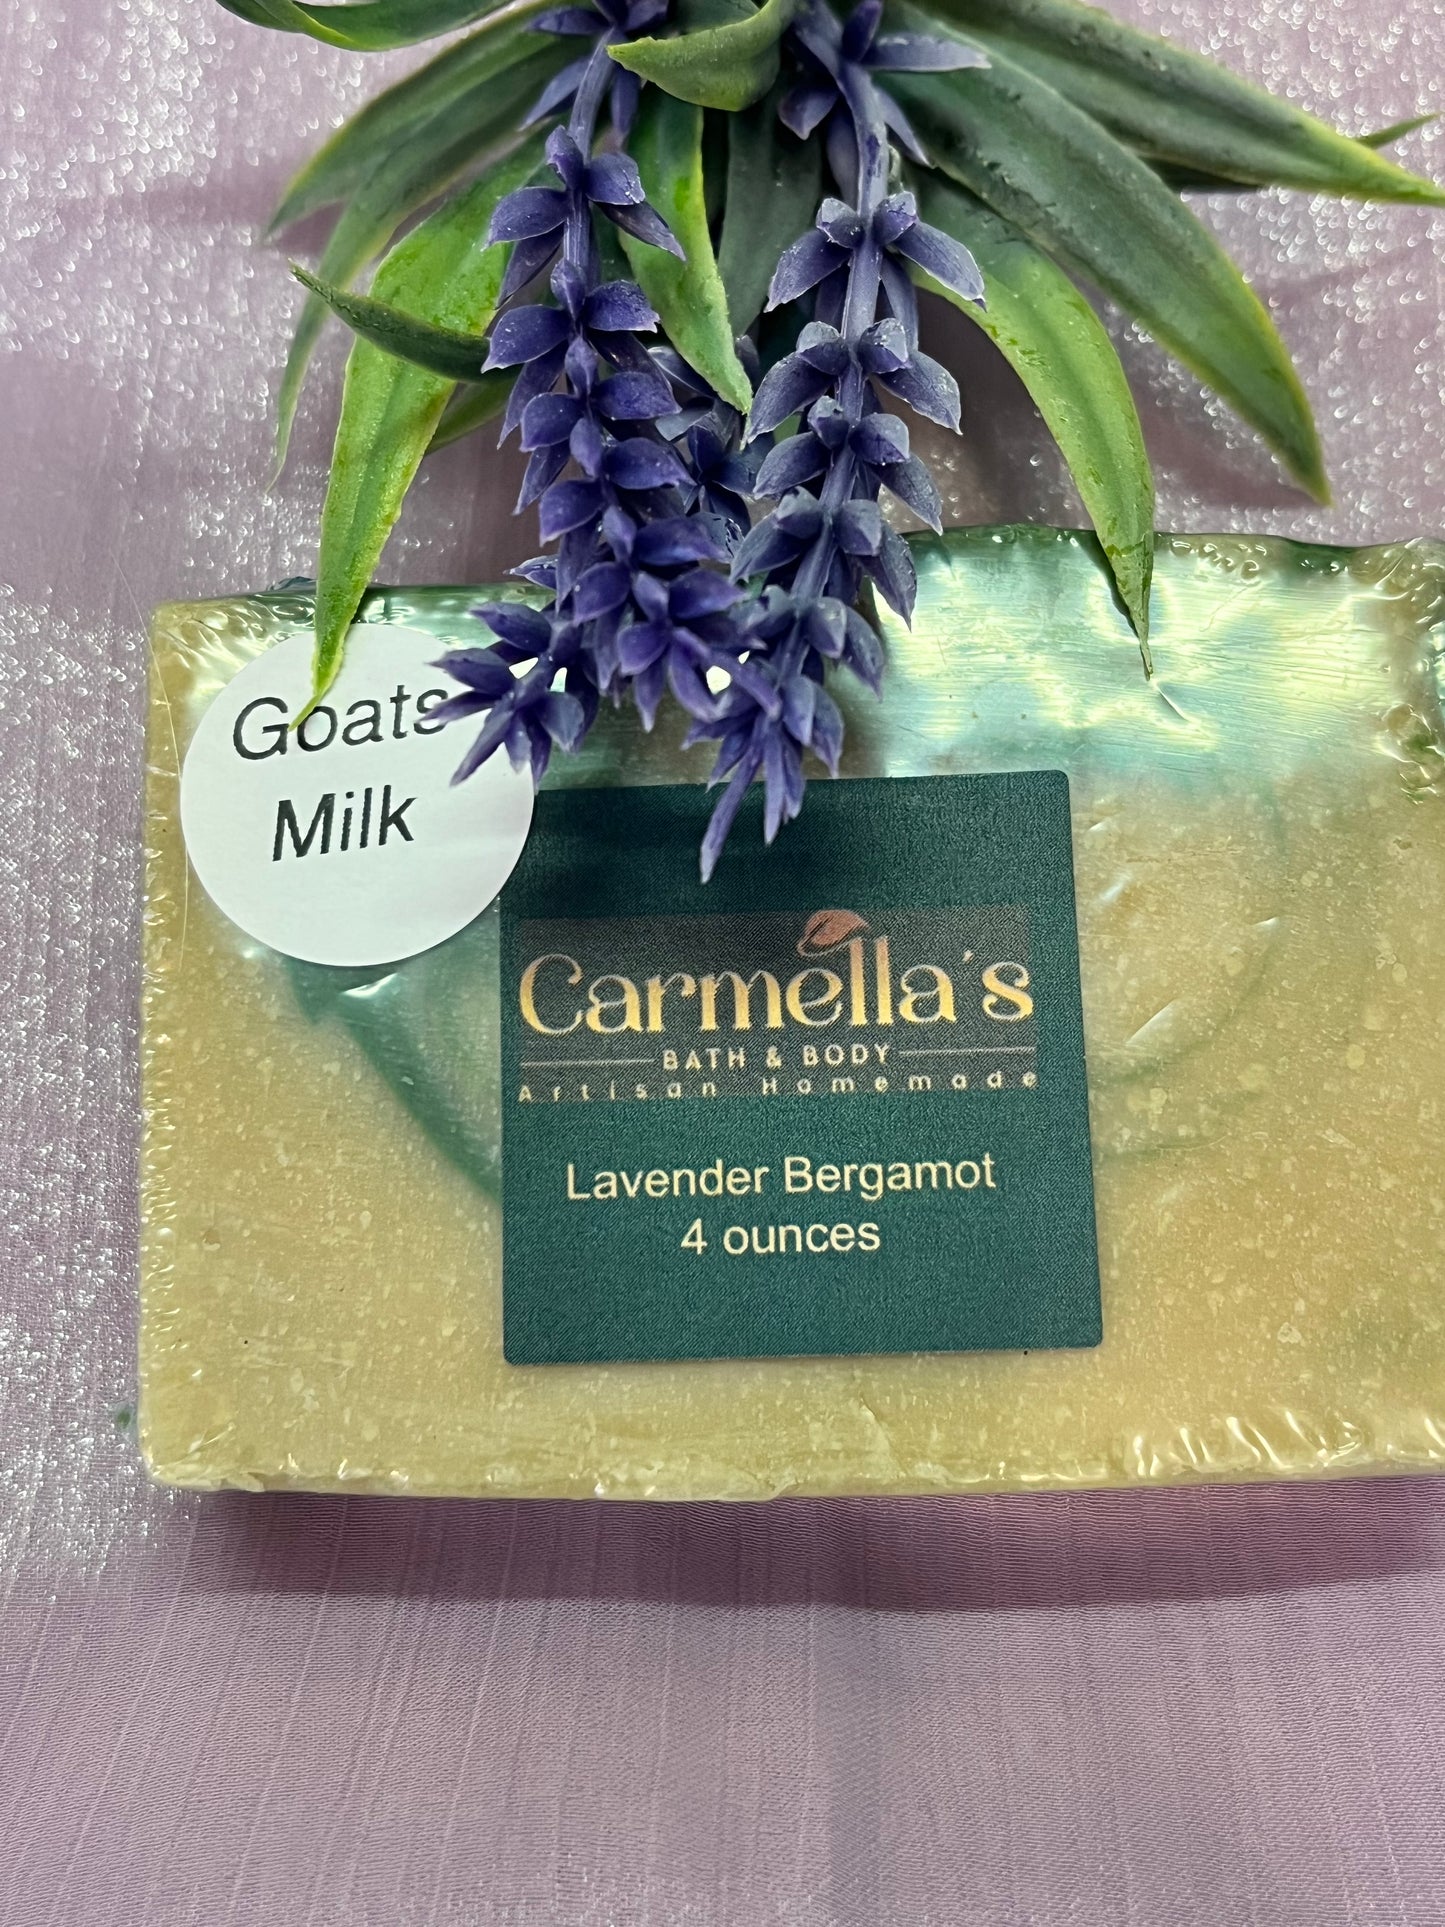 Goats
Milk
Carmella's
BATH & BODY
Artisan Homemade
Lavender Bergamot
4 ounces